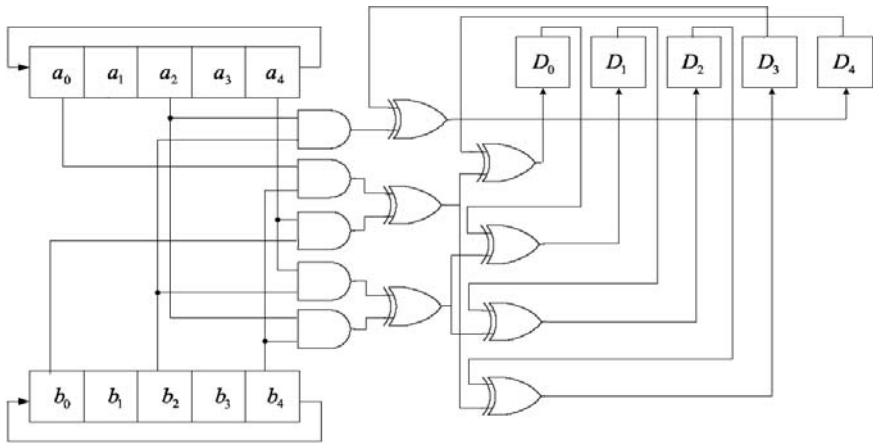 a₀ a₁ a₂ a₃ a₄
D₀ D₁ D₂ D₃ D₄
b₀ b₁ b₂ b₃ b₄